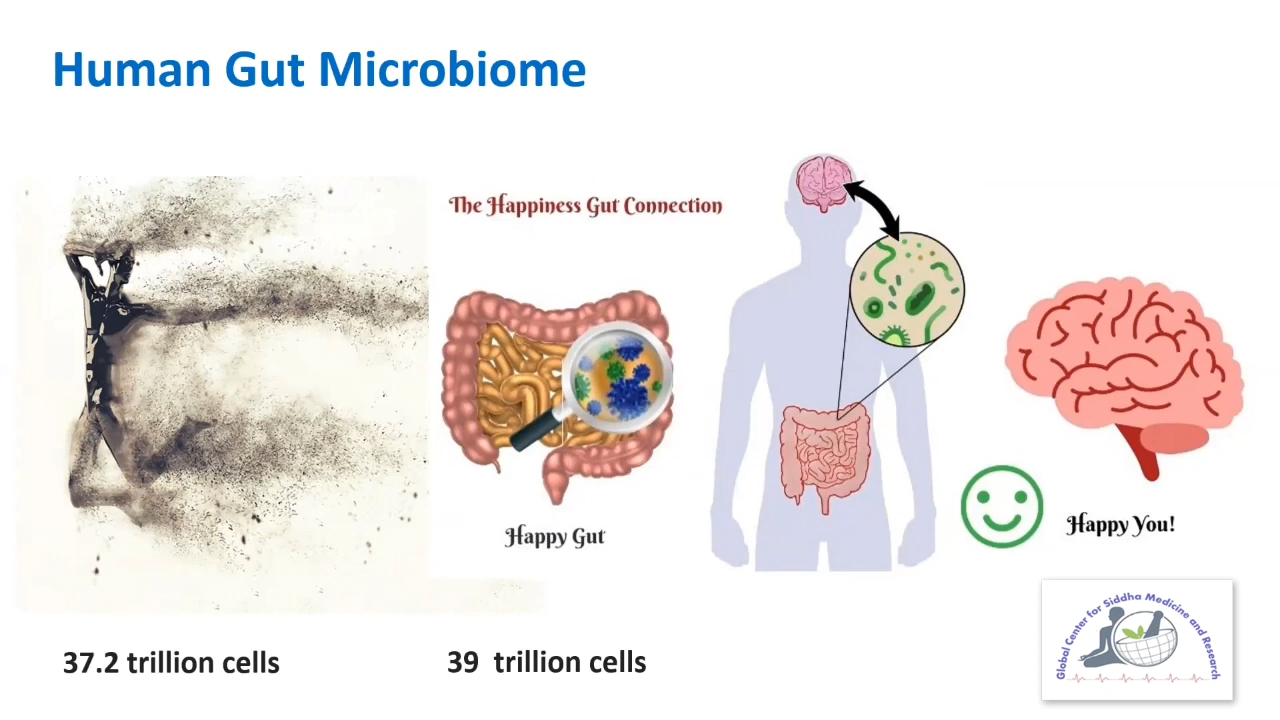 Human Gut Microbiome
The Happiness Gut Connection
Happy Gut
Happy You!
37.2 trillion cells
39 trillion cells
Global Center for Siddha Medicine and Research